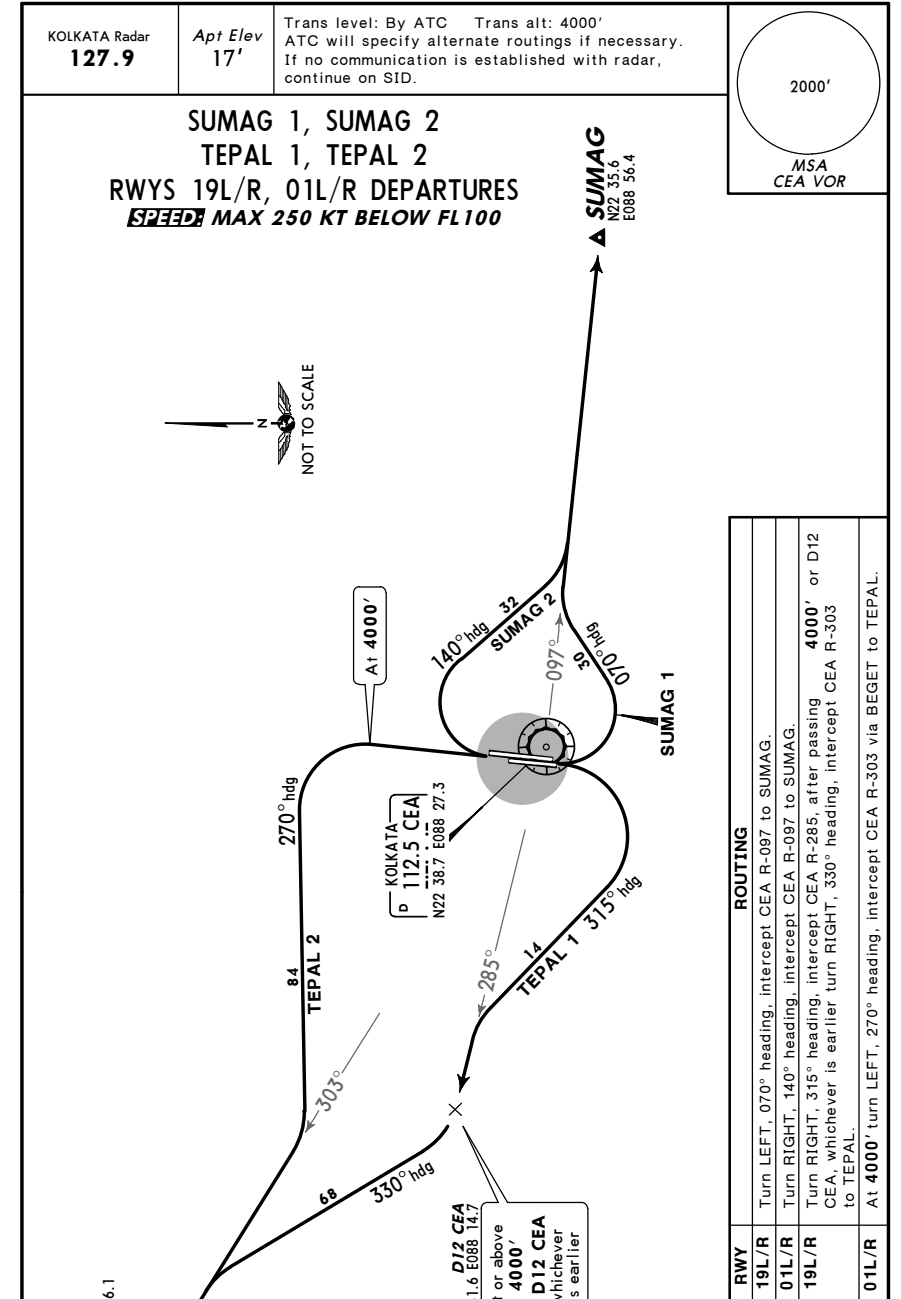 KOLKATA Radar
127.9
Apt Elev
17'
Trans level: By ATC Trans alt: 4000'
ATC will specify alternate routings if necessary.
If no communication is established with radar,
continue on SID.
2000'
MSA
CEA VOR
SUMAG 1, SUMAG 2
TEPAL 1, TEPAL 2
RWYS 19L/R, 01L/R DEPARTURES
SPEED: MAX 250 KT BELOW FL100
SUMAG
N22 35.6
E088 56.4
N
NOT TO SCALE
At 4000'
140° hdg
32
SUMAG 2
097°
30
070° hdg
SUMAG 1
270° hdg
KOLKATA
D 112.5 CEA
N22 38.7 E088 27.3
84
TEPAL 2
285°
14
TEPAL 1 315° hdg
303°
68
330° hdg
D12 CEA
1.6 E088 14.7
t or above
4000'
D12 CEA
hichever
s earlier
6.1
RWY ROUTING
19L/R Turn LEFT, 070° heading, intercept CEA R-097 to SUMAG.
01L/R Turn RIGHT, 140° heading, intercept CEA R-097 to SUMAG.
19L/R Turn RIGHT, 315° heading, intercept CEA R-285, after passing 4000' or D12
CEA, whichever is earlier turn RIGHT, 330° heading, intercept CEA R-303
to TEPAL.
01L/R At 4000' turn LEFT, 270° heading, intercept CEA R-303 via BEGET to TEPAL.